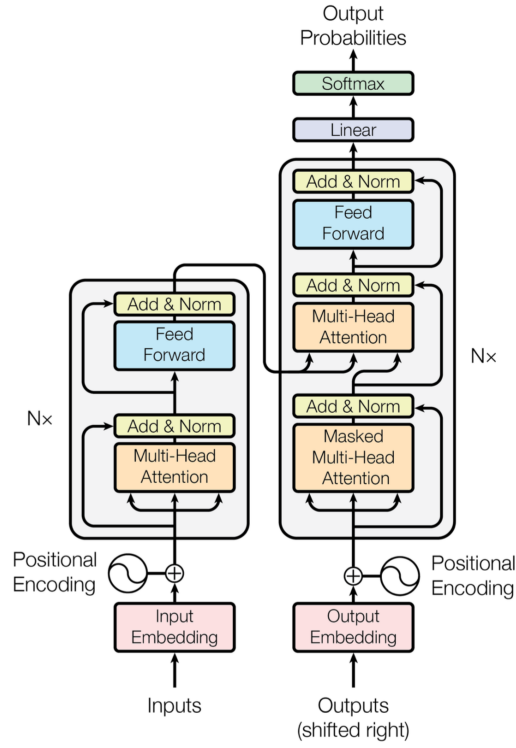 Output
Probabilities
Softmax
Linear
Add & Norm
Feed
Forward
Add & Norm
Multi-Head
Attention
Add & Norm
Masked
Multi-Head
Attention
N×
Add & Norm
Feed
Forward
Add & Norm
Multi-Head
Attention
N×
Positional
Encoding
Positional
Encoding
Input
Embedding
Output
Embedding
Inputs
Outputs
(shifted right)